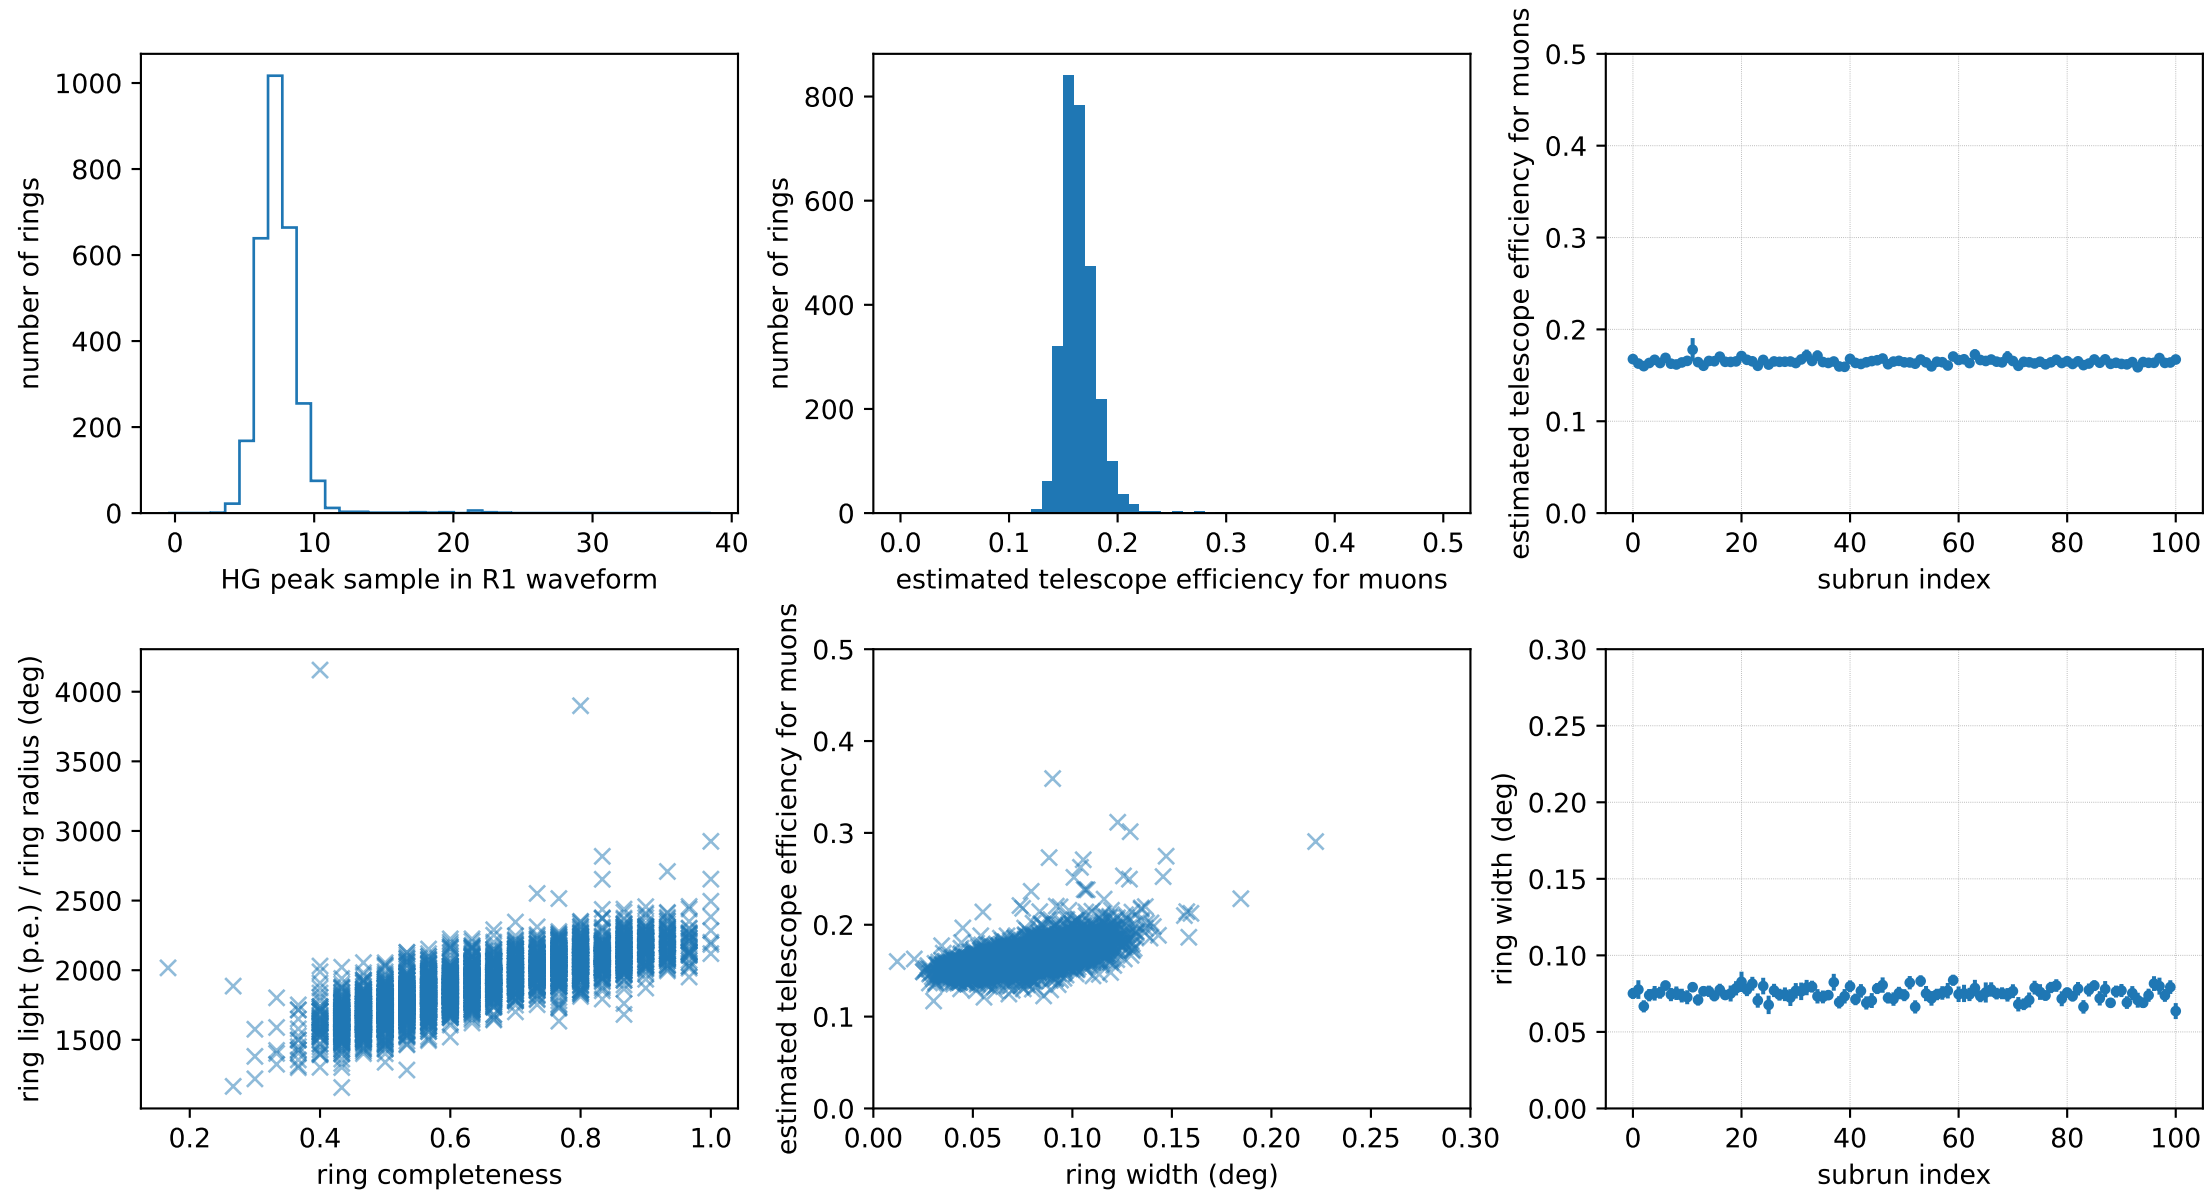 1000
800
600
400
200
0
number of rings
0 10 20 30 40
HG peak sample in R1 waveform
800
600
400
200
0
number of rings
0.0 0.1 0.2 0.3 0.4 0.5
estimated telescope efficiency for muons
0.5
0.4
0.3
0.2
0.1
0.0
estimated telescope efficiency for muons
0 20 40 60 80 100
subrun index
4000
3500
3000
2500
2000
1500
ring light (p.e.) / ring radius (deg)
0.2 0.4 0.6 0.8 1.0
ring completeness
0.5
0.4
0.3
0.2
0.1
0.0
estimated telescope efficiency for muons
0.00 0.05 0.10 0.15 0.20 0.25 0.30
ring width (deg)
0.30
0.25
0.20
0.15
0.10
0.05
0.00
ring width (deg)
0 20 40 60 80 100
subrun index